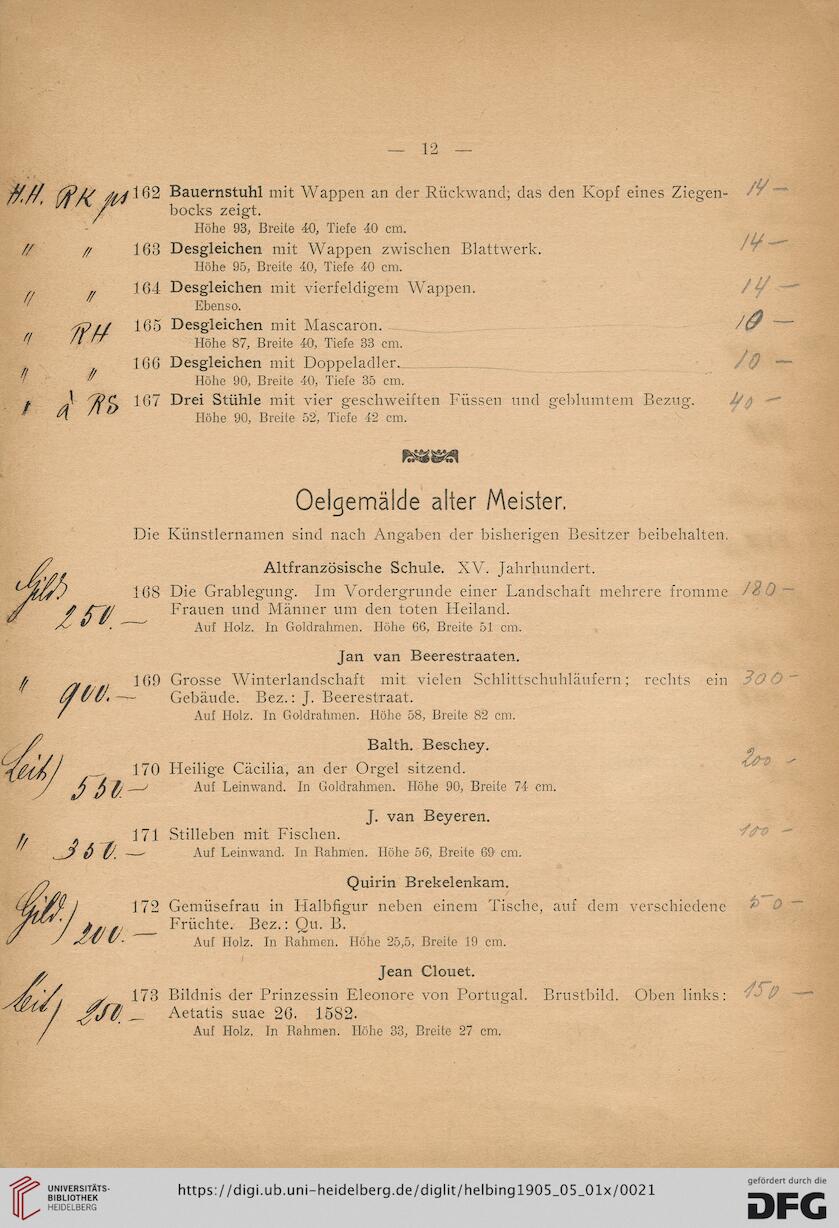 — 12 —
H.H. RK ps 162 Bauernstuhl mit Wappen an der Rückwand; das den Kopf eines Ziegen- 14 —
bocks zeigt.
Höhe 93, Breite 40, Tiefe 40 cm.
" " 163 Desgleichen mit Wappen zwischen Blattwerk. 14 —
Höhe 95, Breite 40, Tiefe 40 cm.
" " 164 Desgleichen mit vierfeldigem Wappen. 14 —
Ebenso.
" RH 165 Desgleichen mit Mascaron. 10 —
Höhe 87, Breite 40, Tiefe 33 cm.
" " 166 Desgleichen mit Doppeladler. 10 —
Höhe 90, Breite 40, Tiefe 35 cm.
" à RS 167 Drei Stühle mit vier geschweiften Füssen und geblumtem Bezug. 40 —
Höhe 90, Breite 52, Tiefe 42 cm.
Oelgemälde alter Meister.
Die Künstlernamen sind nach Angaben der bisherigen Besitzer beibehalten.
Altfranzösische Schule. XV. Jahrhundert.
168 Die Grablegung. Im Vordergrunde einer Landschaft mehrere fromme 180 —
250. — Frauen und Männer um den toten Heiland.
Auf Holz. In Goldrahmen. Höhe 66, Breite 51 cm.
Jan van Beerestraaten.
" 900. — 169 Grosse Winterlandschaft mit vielen Schlittschuhläufern; rechts ein 300 —
Gebäude. Bez.: J. Beerestraat.
Auf Holz. In Goldrahmen. Höhe 58, Breite 82 cm.
Balth. Beschey.
550. — 170 Heilige Cäcilia, an der Orgel sitzend. 200 —
Auf Leinwand. In Goldrahmen. Höhe 90, Breite 74 cm.
J. van Beyeren.
" 350. — 171 Stilleben mit Fischen. 100 —
Auf Leinwand. In Rahmen. Höhe 56, Breite 69 cm.
Quirin Brekelenkam.
Gild.) 200. — 172 Gemüsefrau in Halbfigur neben einem Tische, auf dem verschiedene 50 —
Früchte. Bez.: Qu. B.
Auf Holz. In Rahmen. Höhe 25,5, Breite 19 cm.
Jean Clouet.
250. — 173 Bildnis der Prinzessin Eleonore von Portugal. Brustbild. Oben links: 150 —
Aetatis suae 26. 1582.
Auf Holz. In Rahmen. Höhe 33, Breite 27 cm.
UNIVERSITÄTS-
BIBLIOTHEK
HEIDELBERG
https://digi.ub.uni-heidelberg.de/diglit/helbing1905_05_01x/0021
gefördert durch die
DFG